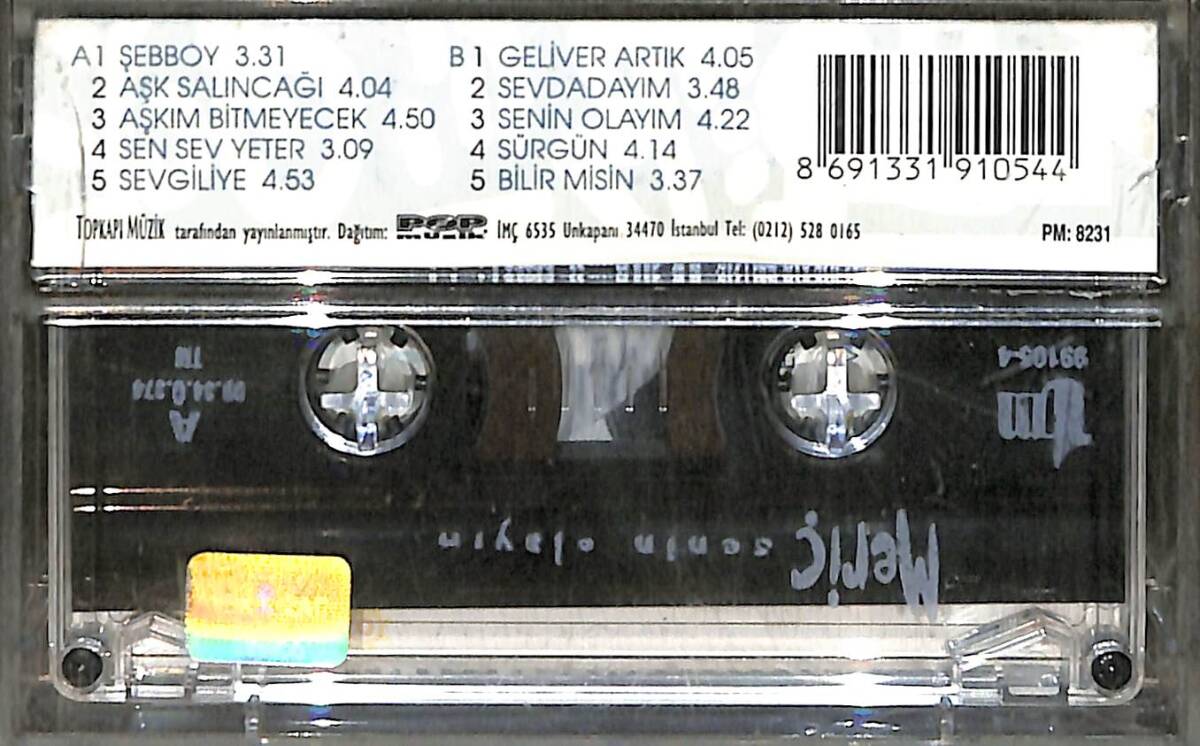 A1 ŞEBBOY 3.31
2 AŞK SALINCAĞI 4.04
3 AŞKIM BİTMEYECEK 4.50
4 SEN SEV YETER 3.09
5 SEVGİLİYE 4.53
B1 GELİVER ARTIK 4.05
2 SEVDADAYIM 3.48
3 SENİN OLAYIM 4.22
4 SÜRGÜN 4.14
5 BİLİR MİSİN 3.37
8 691331 910544
TOPKAPI MÜZİK tarafından yayınlanmıştır. Dağıtım: POP MÜZİK İMÇ 6535 Unkapanı 34470 İstanbul Tel: (0212) 528 0165
PM: 8231
Meriç senin olayım
A
TM
99105-4